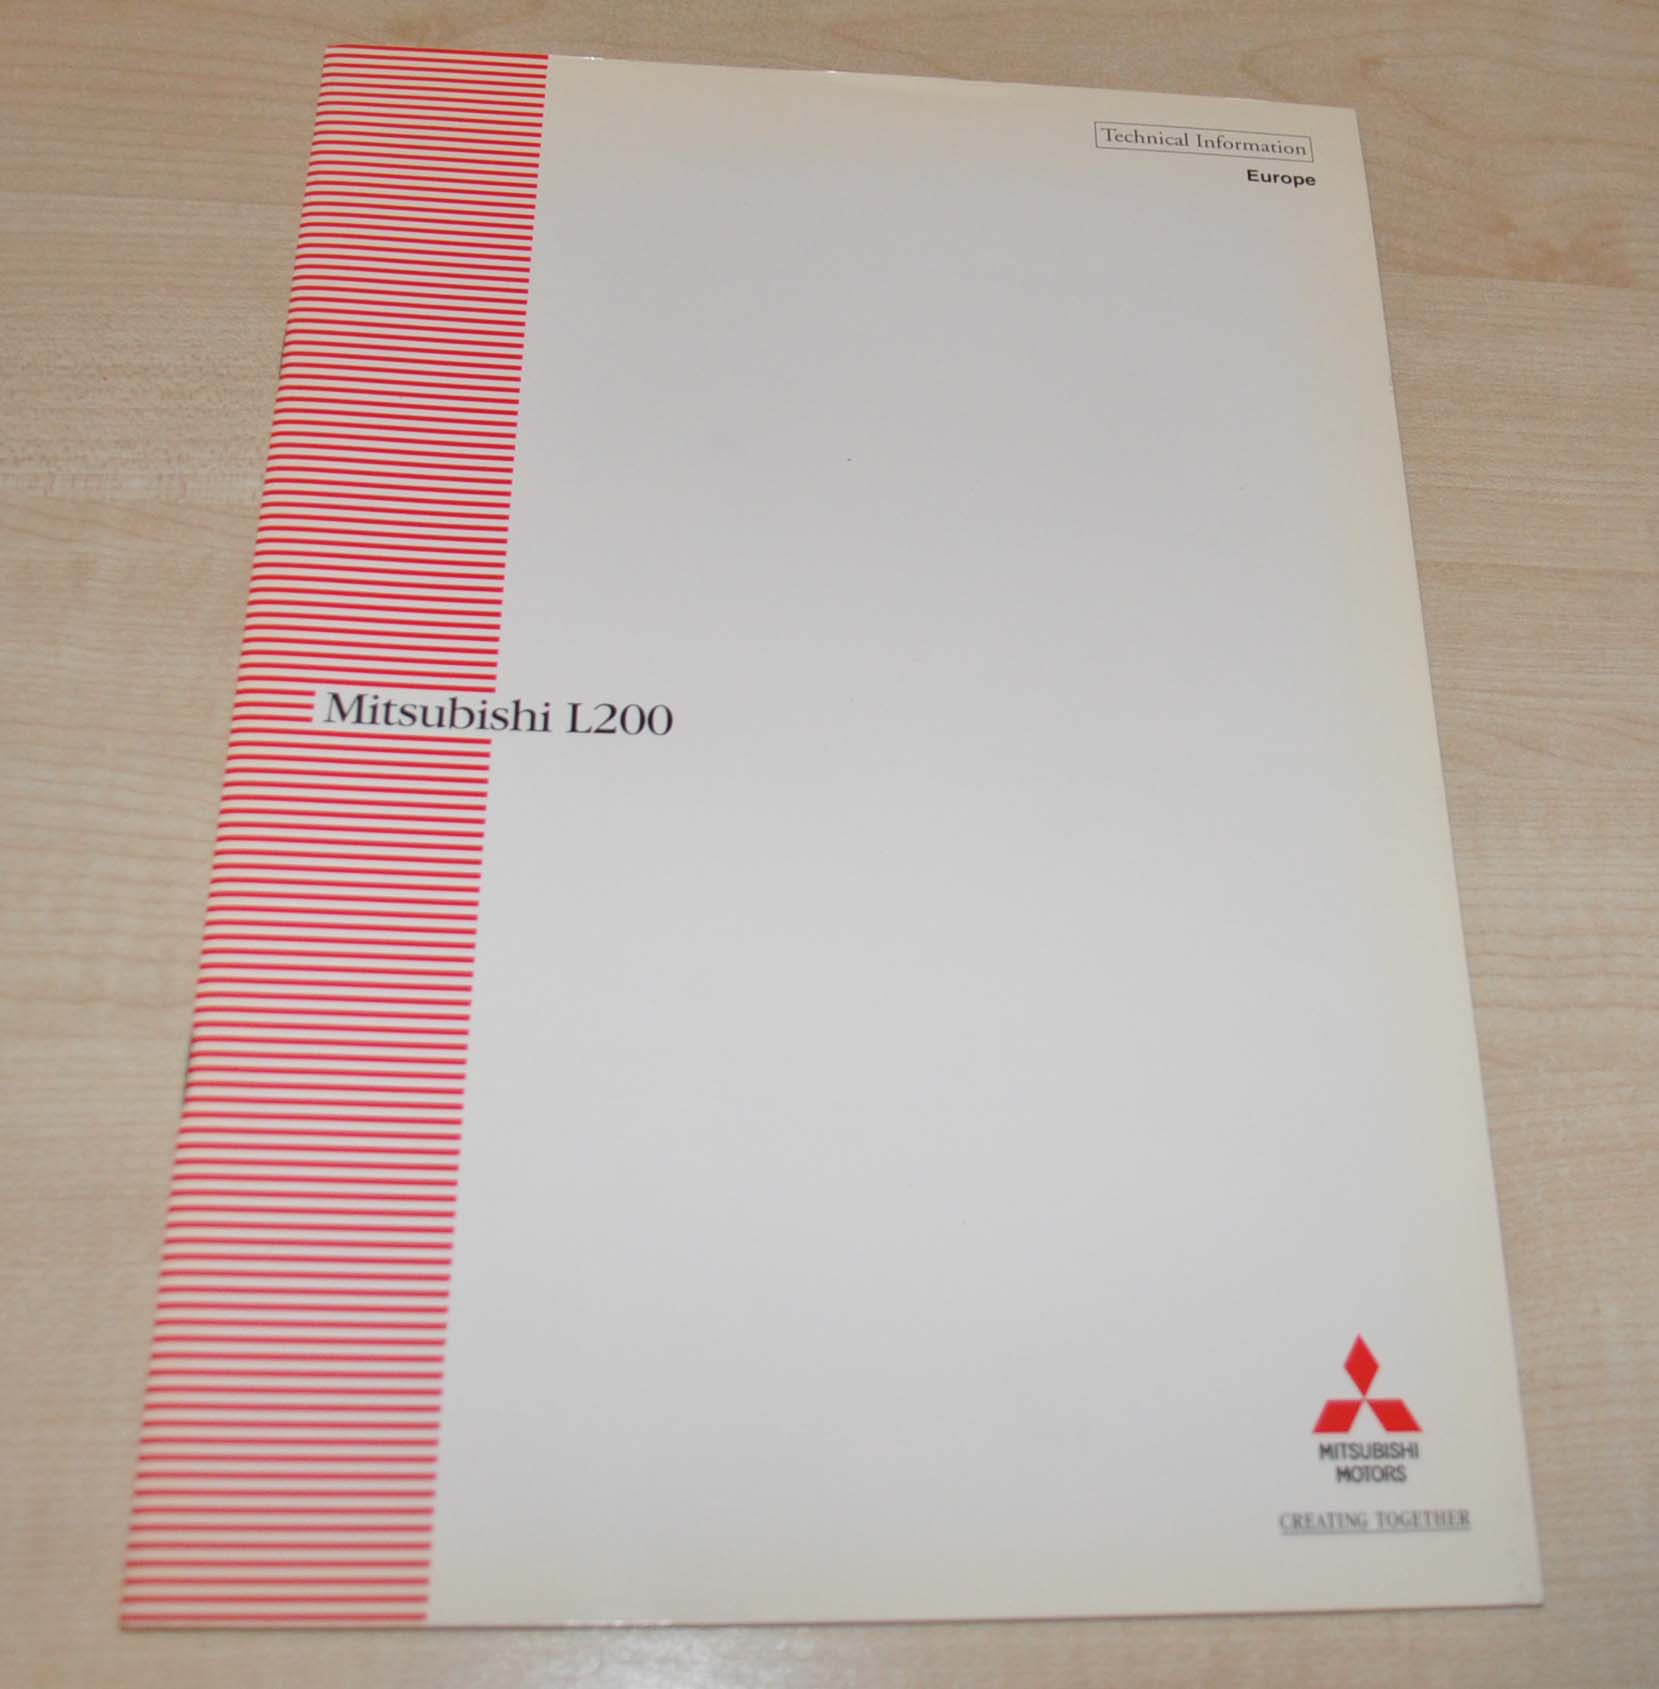 Technical Information
Europe
Mitsubishi L200
MITSUBISHI
MOTORS
CREATING TOGETHER